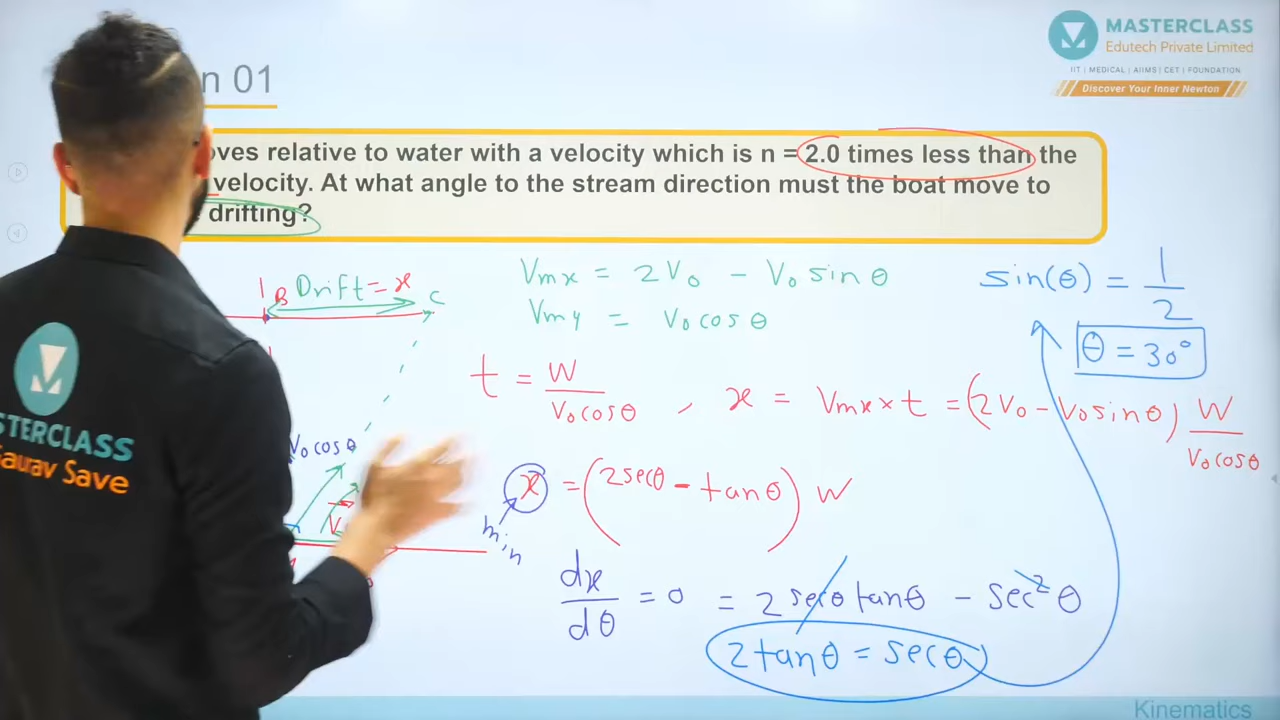 MASTERCLASS
Edutech Private Limited
IIT | MEDICAL | AIIMS | CET | FOUNDATION
Discover Your Inner Newton
n 01
oves relative to water with a velocity which is n = 2.0 times less than the
velocity. At what angle to the stream direction must the boat move to
drifting?
B Drift = x C
Vmx = 2V₀ - V₀ sin θ
Vmy = V₀ cos θ
sin(θ) = 1/2
θ = 30°
t = W/V₀cosθ , x = Vmx × t = (2V₀ - V₀sinθ) W/V₀cosθ
V₀ cos θ
x = (2secθ - tanθ) W
min
dx/dθ = 0 = 2 secθ tanθ - sec²θ
2tanθ = secθ
STERCLASS
Gaurav Save
Kinematics